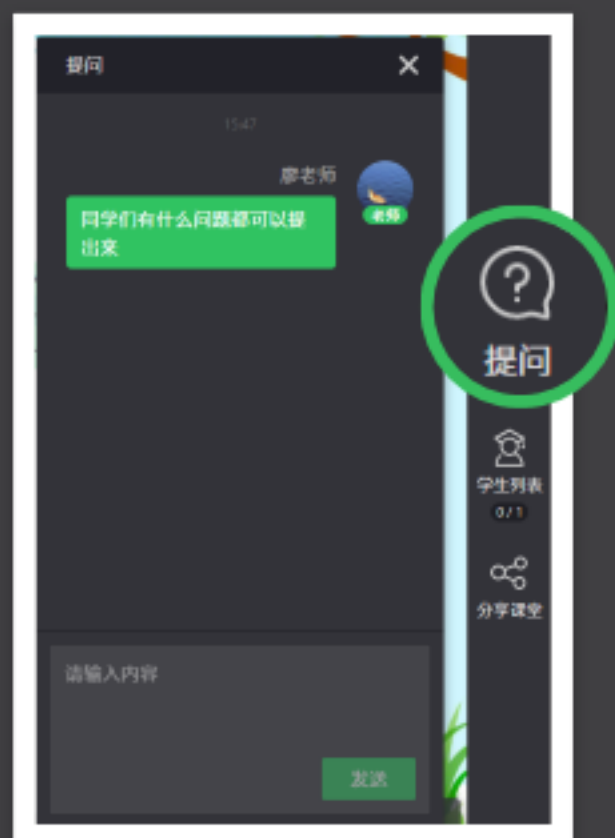 提问
15:47
廖老师
老师
同学们有什么问题都可以提
出来
提问
学生列表
0/1
分享课堂
请输入内容
发送